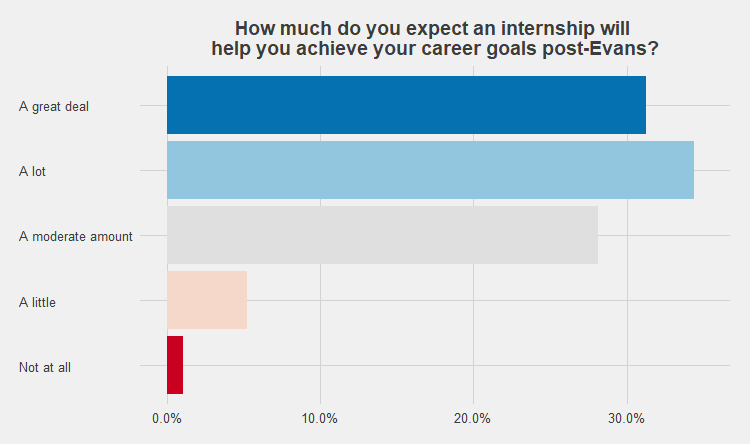 How much do you expect an internship will
help you achieve your career goals post-Evans?
A great deal
A lot
A moderate amount
A little
Not at all
0.0% 10.0% 20.0% 30.0%